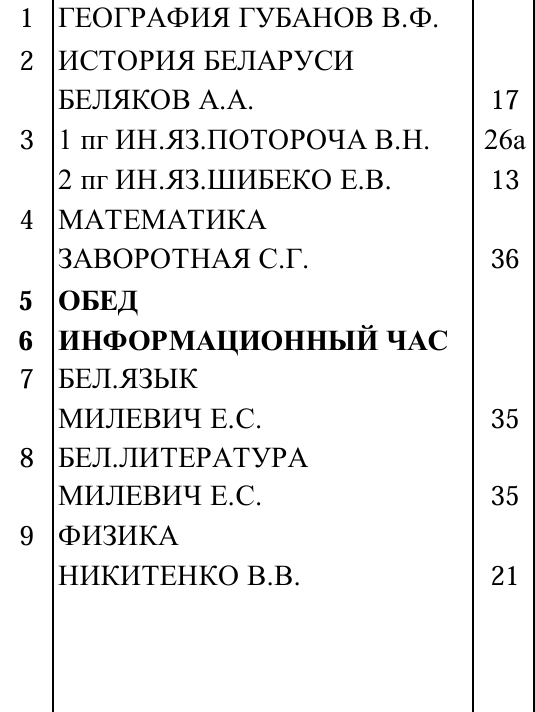 1 ГЕОГРАФИЯ ГУБАНОВ В.Ф.
2 ИСТОРИЯ БЕЛАРУСИ
БЕЛЯКОВ А.А. 17
3 1 пг ИН.ЯЗ.ПОТОРОЧА В.Н. 26а
2 пг ИН.ЯЗ.ШИБЕКО Е.В. 13
4 МАТЕМАТИКА
ЗАВОРОТНАЯ С.Г. 36
5 ОБЕД
6 ИНФОРМАЦИОННЫЙ ЧАС
7 БЕЛ.ЯЗЫК
МИЛЕВИЧ Е.С. 35
8 БЕЛ.ЛИТЕРАТУРА
МИЛЕВИЧ Е.С. 35
9 ФИЗИКА
НИКИТЕНКО В.В. 21